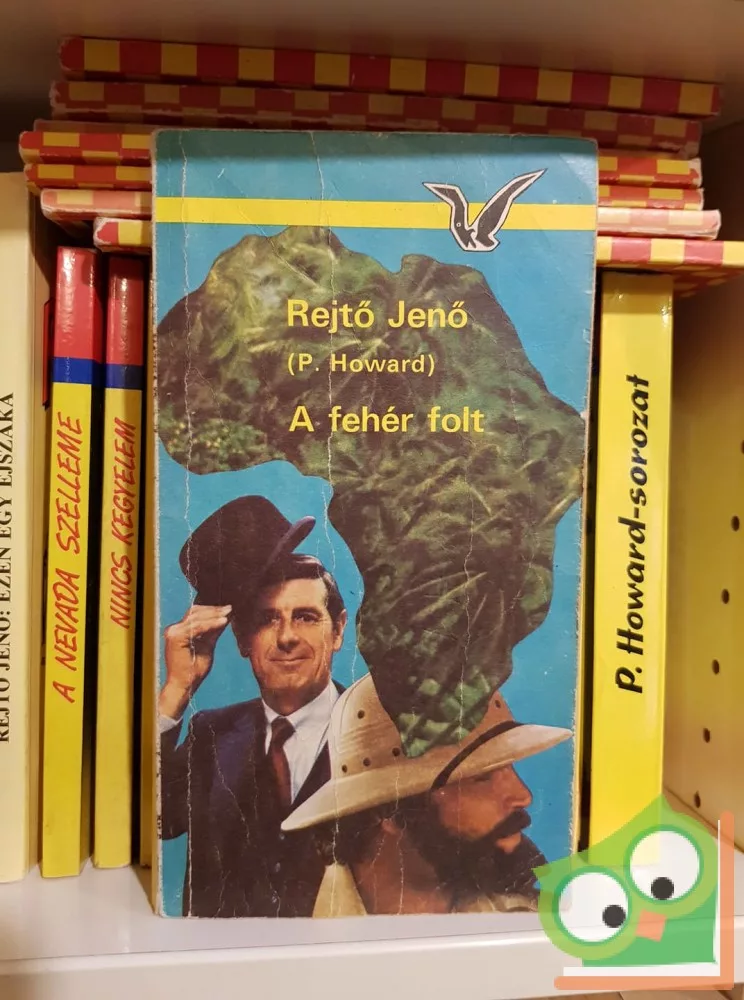 Rejtő Jenő
(P. Howard)
A fehér folt
REJTŐ JENŐ: EZEN EGY ÉJSZAKA
A NEVADA SZELLEME
NINCS KEGYELEM
P. Howard-sorozat